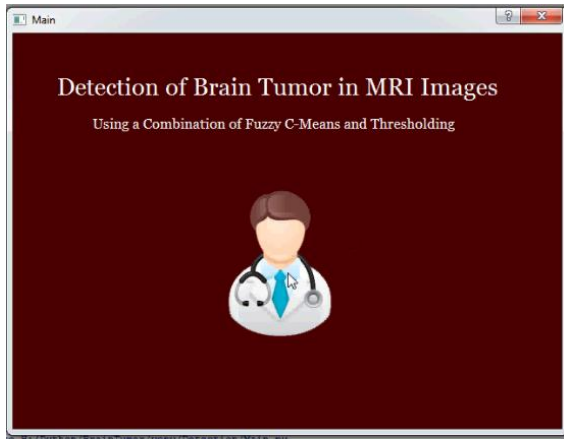 Main
Detection of Brain Tumor in MRI Images
Using a Combination of Fuzzy C-Means and Thresholding